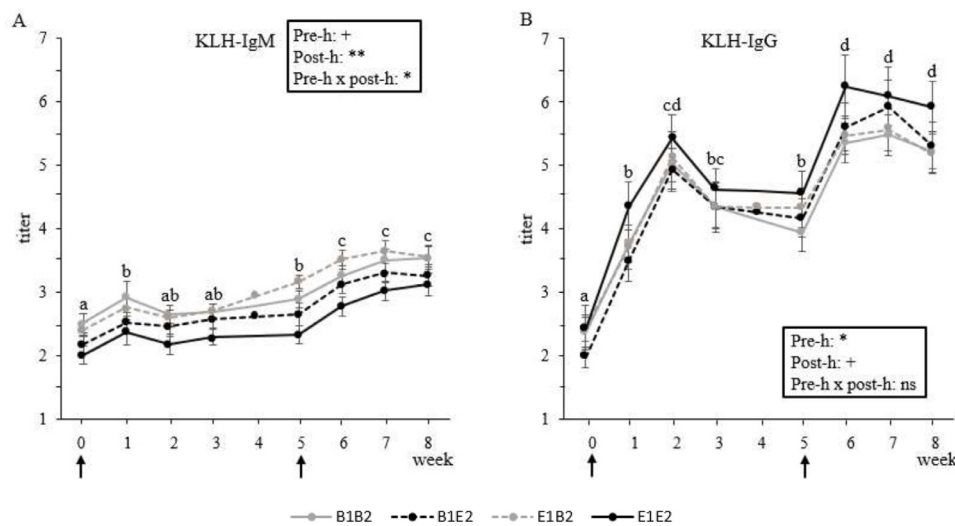 A
KLH-IgM
Pre-h: +
Post-h: **
Pre-h x post-h: *
7
6
5
4
3
2
1
titer
a
b
ab
ab
b
c
c
c
0 1 2 3 4 5 6 7 8
week
B
KLH-IgG
7
6
5
4
3
2
1
titer
a
b
cd
bc
b
d
d
d
Pre-h: *
Post-h: +
Pre-h x post-h: ns
0 1 2 3 4 5 6 7 8
week
B1B2 B1E2 E1B2 E1E2